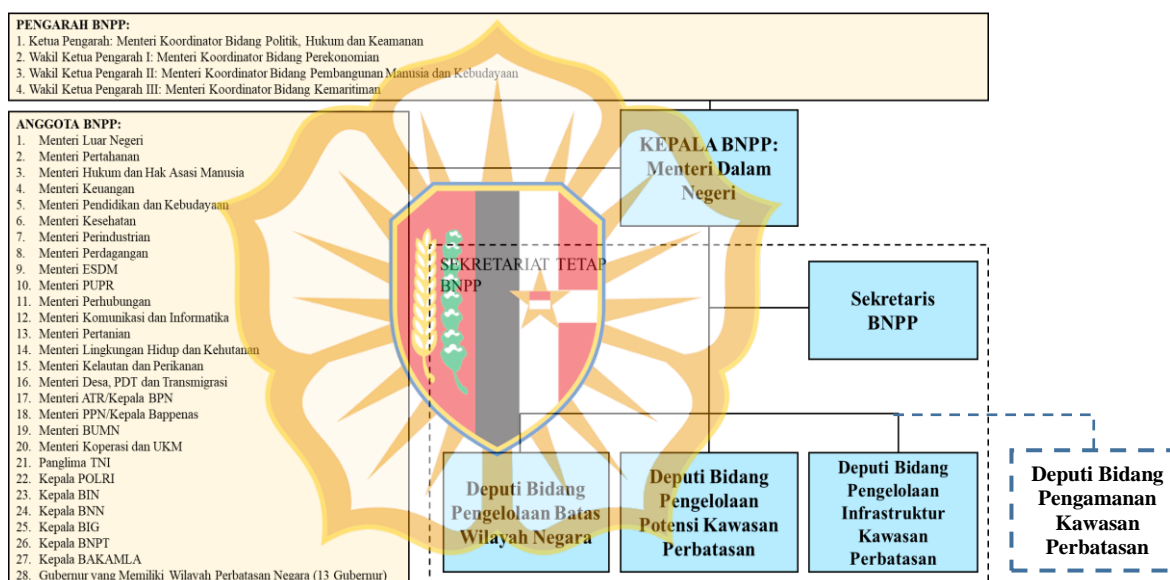 PENGARAH BNPP:
1. Ketua Pengarah: Menteri Koordinator Bidang Politik, Hukum dan Keamanan
2. Wakil Ketua Pengarah I: Menteri Koordinator Bidang Perekonomian
3. Wakil Ketua Pengarah II: Menteri Koordinator Bidang Pembangunan Manusia dan Kebudayaan
4. Wakil Ketua Pengarah III: Menteri Koordinator Bidang Kemaritiman
ANGGOTA BNPP:
1. Menteri Luar Negeri
2. Menteri Pertahanan
3. Menteri Hukum dan Hak Asasi Manusia
4. Menteri Keuangan
5. Menteri Pendidikan dan Kebudayaan
6. Menteri Kesehatan
7. Menteri Perindustrian
8. Menteri Perdagangan
9. Menteri ESDM
10. Menteri PUPR
11. Menteri Perhubungan
12. Menteri Komunikasi dan Informatika
13. Menteri Pertanian
14. Menteri Lingkungan Hidup dan Kehutanan
15. Menteri Kelautan dan Perikanan
16. Menteri Desa, PDT dan Transmigrasi
17. Menteri ATR/Kepala BPN
18. Menteri PPN/Kepala Bappenas
19. Menteri BUMN
20. Menteri Koperasi dan UKM
21. Panglima TNI
22. Kepala POLRI
23. Kepala BIN
24. Kepala BNN
25. Kepala BIG
26. Kepala BNPT
27. Kepala BAKAMLA
28. Gubernur yang Memiliki Wilayah Perbatasan Negara (13 Gubernur)
KEPALA BNPP:
Menteri Dalam
Negeri
SEKRETARIAT TETAP
BNPP
Sekretaris
BNPP
Deputi Bidang
Pengelolaan Batas
Wilayah Negara
Deputi Bidang
Pengelolaan
Potensi Kawasan
Perbatasan
Deputi Bidang
Pengelolaan
Infrastruktur
Kawasan
Perbatasan
Deputi Bidang
Pengamanan
Kawasan
Perbatasan